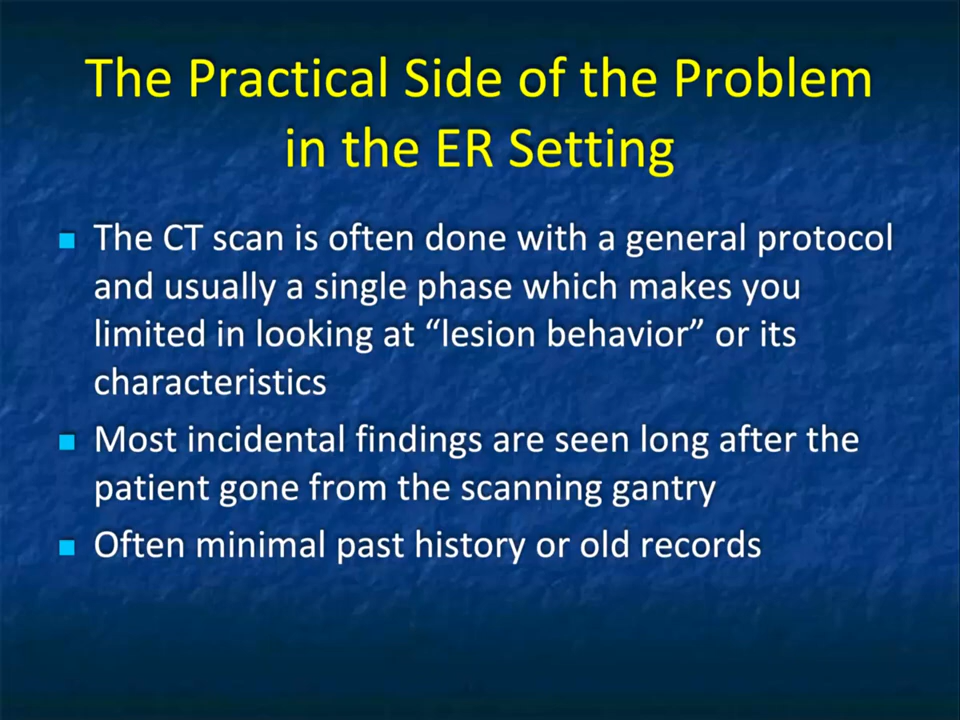 The Practical Side of the Problem
in the ER Setting
The CT scan is often done with a general protocol
and usually a single phase which makes you
limited in looking at “lesion behavior” or its
characteristics
Most incidental findings are seen long after the
patient gone from the scanning gantry
Often minimal past history or old records